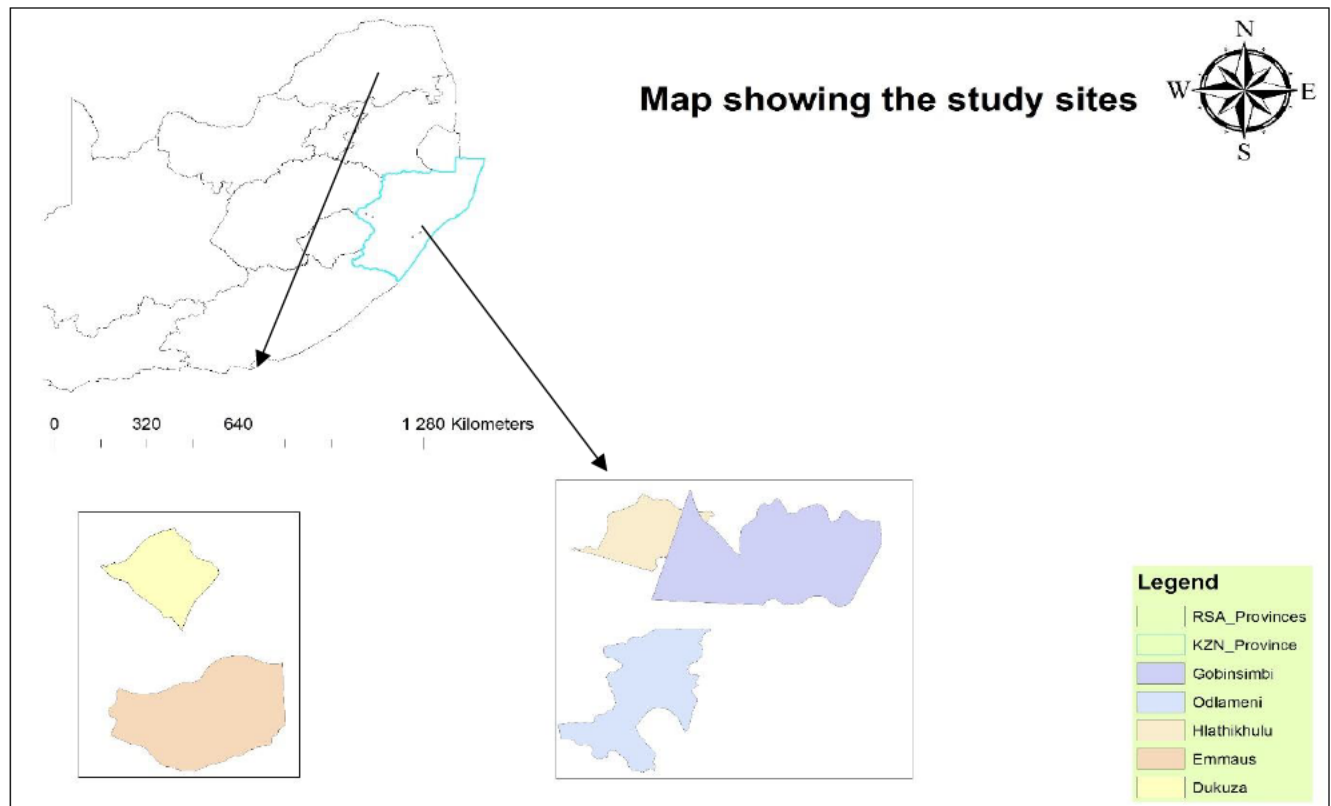 Map showing the study sites
N
W E
S
0 320 640 1 280 Kilometers
Legend
RSA_Provinces
KZN_Province
Gobinsimbi
Odlameni
Hlathikhulu
Emmaus
Dukuza